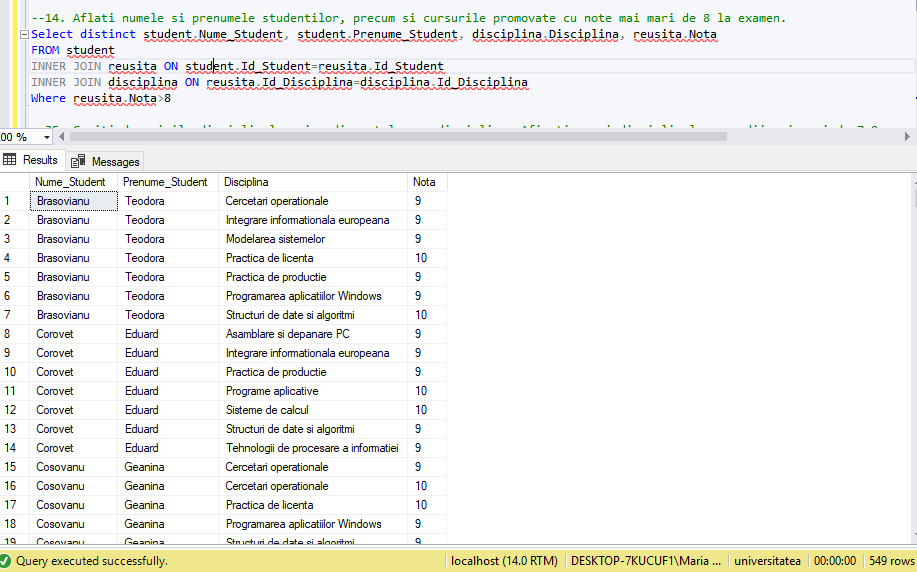 --14. Aflati numele si prenumele studentilor, precum si cursurile promovate cu note mai mari de 8 la examen.
Select distinct student.Nume_Student, student.Prenume_Student, disciplina.Disciplina, reusita.Nota
FROM student
INNER JOIN reusita ON student.Id_Student=reusita.Id_Student
INNER JOIN disciplina ON reusita.Id_Disciplina=disciplina.Id_Disciplina
Where reusita.Nota>8
00 %
Results Messages
Nume_Student Prenume_Student Disciplina Nota
1 Brasovianu Teodora Cercetari operationale 9
2 Brasovianu Teodora Integrare informationala europeana 9
3 Brasovianu Teodora Modelarea sistemelor 9
4 Brasovianu Teodora Practica de licenta 10
5 Brasovianu Teodora Practica de productie 9
6 Brasovianu Teodora Programarea aplicatiilor Windows 9
7 Brasovianu Teodora Structuri de date si algoritmi 10
8 Corovet Eduard Asamblare si depanare PC 9
9 Corovet Eduard Integrare informationala europeana 9
10 Corovet Eduard Practica de productie 9
11 Corovet Eduard Programe aplicative 10
12 Corovet Eduard Sisteme de calcul 10
13 Corovet Eduard Structuri de date si algoritmi 9
14 Corovet Eduard Tehnologii de procesare a informatiei 9
15 Cosovanu Geanina Cercetari operationale 9
16 Cosovanu Geanina Cercetari operationale 10
17 Cosovanu Geanina Practica de licenta 10
18 Cosovanu Geanina Programarea aplicatiilor Windows 9
19 Cosovanu Geanina Structuri de date si algoritmi 9
Query executed successfully. localhost (14.0 RTM) DESKTOP-7KUCUF1\Maria ... universitatea 00:00:00 549 rows